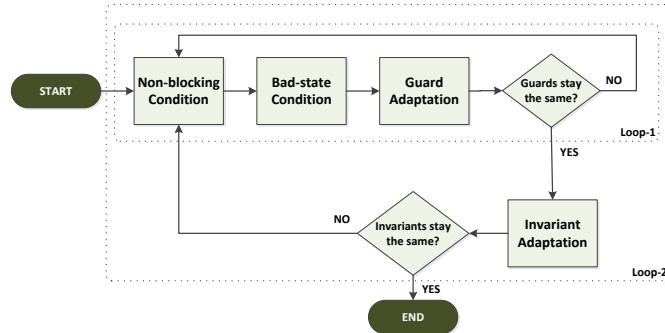 START
Non-blocking
Condition
Bad-state
Condition
Guard
Adaptation
Guards stay
the same?
NO
Loop-1
YES
NO
Invariants stay
the same?
Invariant
Adaptation
Loop-2
YES
END